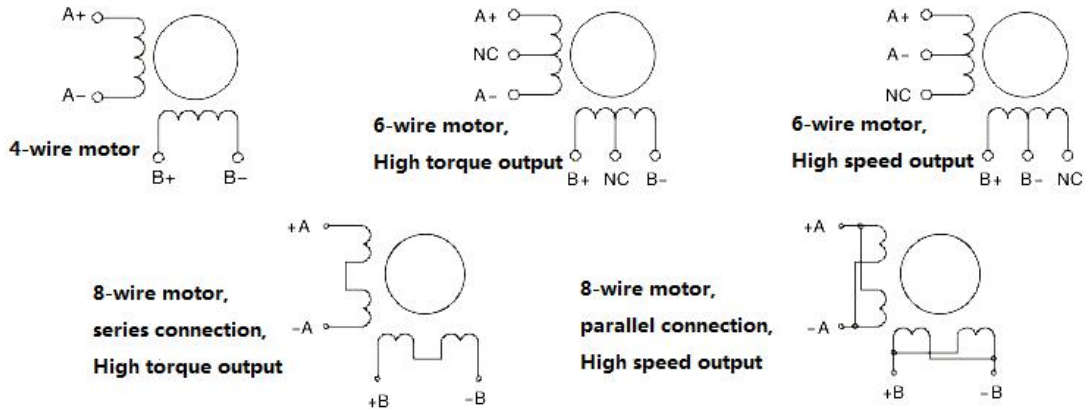 A+
A-
4-wire motor
B+ B-
A+
NC
A-
6-wire motor,
High torque output
B+ NC B-
A+
A-
NC
6-wire motor,
High speed output
B+ B- NC
+A
-A
8-wire motor,
series connection,
High torque output
+B -B
+A
-A
8-wire motor,
parallel connection,
High speed output
+B -B